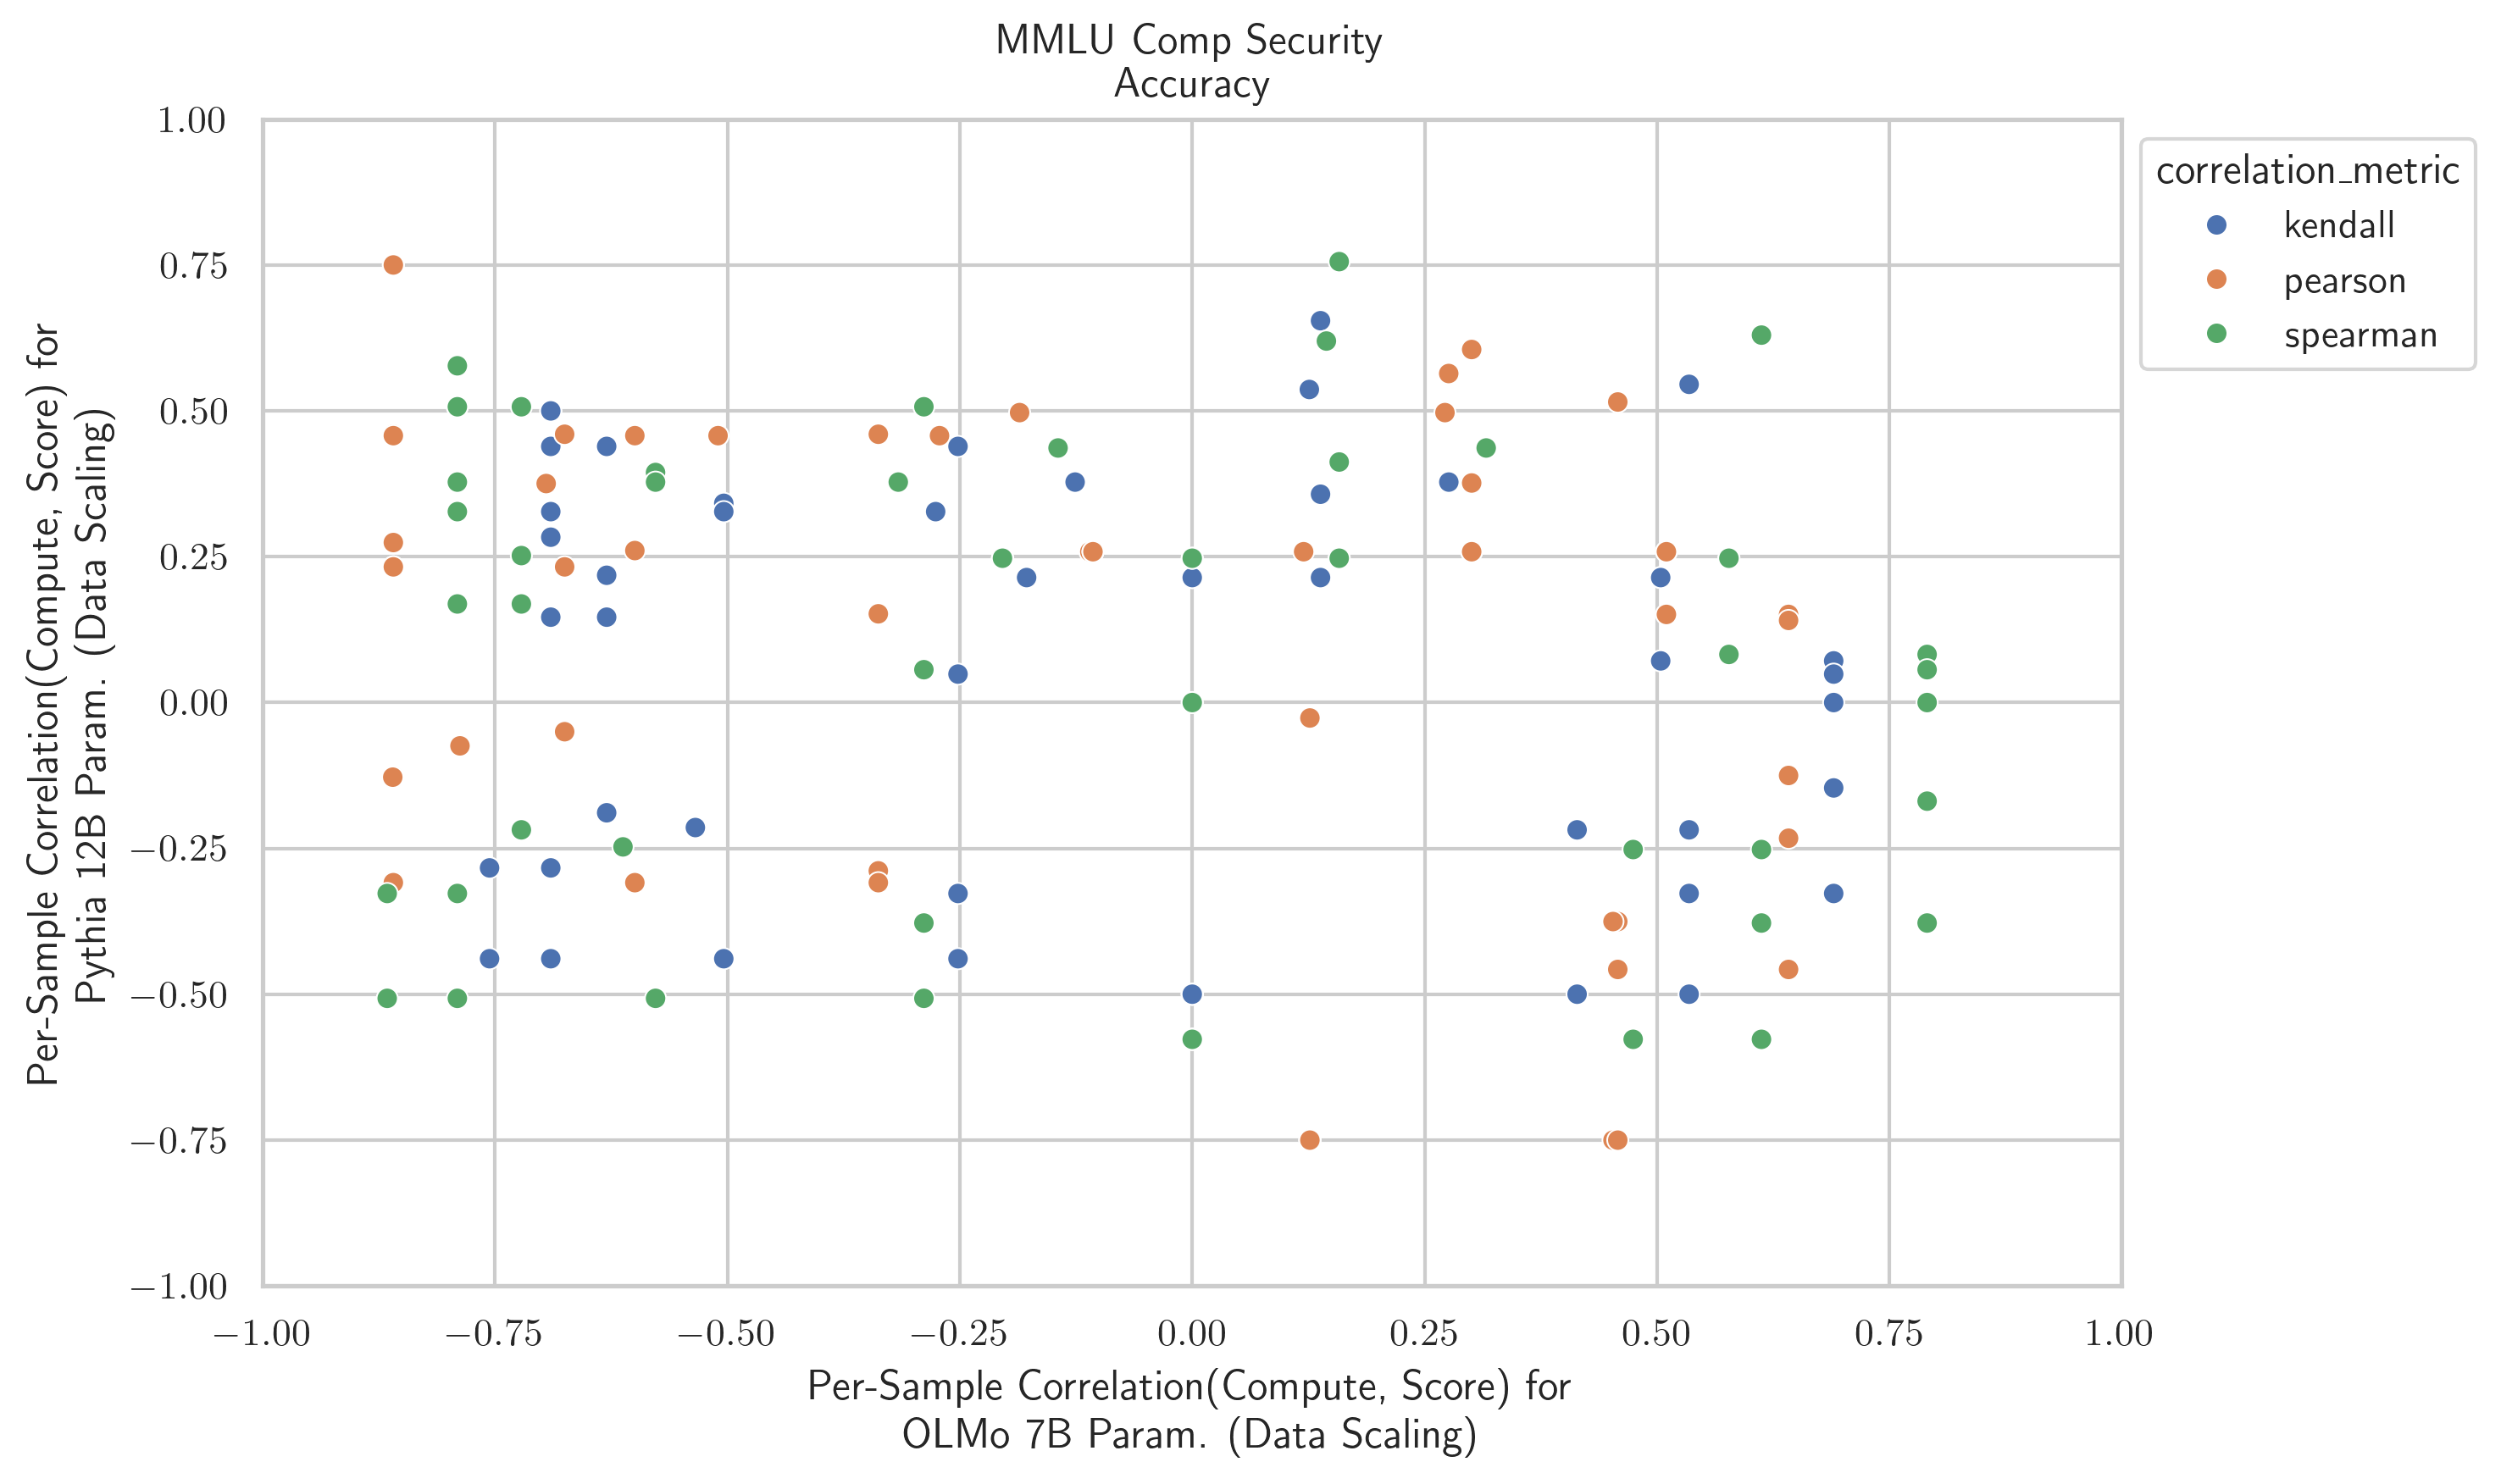 MMLU Comp Security
Accuracy
Per-Sample Correlation(Compute, Score) for
Pythia 12B Param. (Data Scaling)
1.00
0.75
0.50
0.25
0.00
−0.25
−0.50
−0.75
−1.00
−1.00 −0.75 −0.50 −0.25 0.00 0.25 0.50 0.75 1.00
Per-Sample Correlation(Compute, Score) for
OLMo 7B Param. (Data Scaling)
correlation_metric
kendall
pearson
spearman